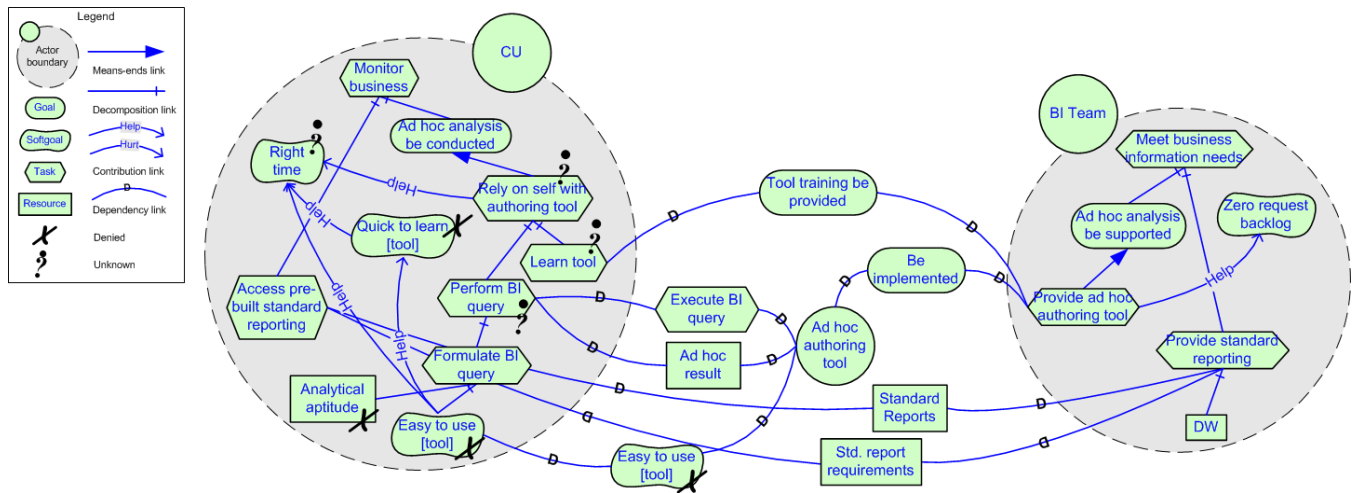 Legend
Actor
boundary
Means-ends link
Decomposition link
Goal
Help
Softgoal
Hurt
Task
Contribution link
D
Resource
Dependency link
Denied
Unknown
CU
Monitor
business
Ad hoc analysis
be conducted
Right
time
Help
Rely on self with
authoring tool
Help
Quick to learn
[tool]
Learn tool
Access pre-
built standard
reporting
Help
Perform BI
query
Help
Formulate BI
query
Analytical
aptitude
Easy to use
[tool]
D
Tool training be
provided
D
D
Execute BI
query
D
D
Ad hoc
result
D
D
Be
implemented
D
Ad hoc
authoring
tool
D
Standard
Reports
D
D
Std. report
requirements
D
D
Easy to use
[tool]
D
BI Team
Meet business
information needs
Ad hoc analysis
be supported
Zero request
backlog
Help
Provide ad hoc
authoring tool
Provide standard
reporting
DW